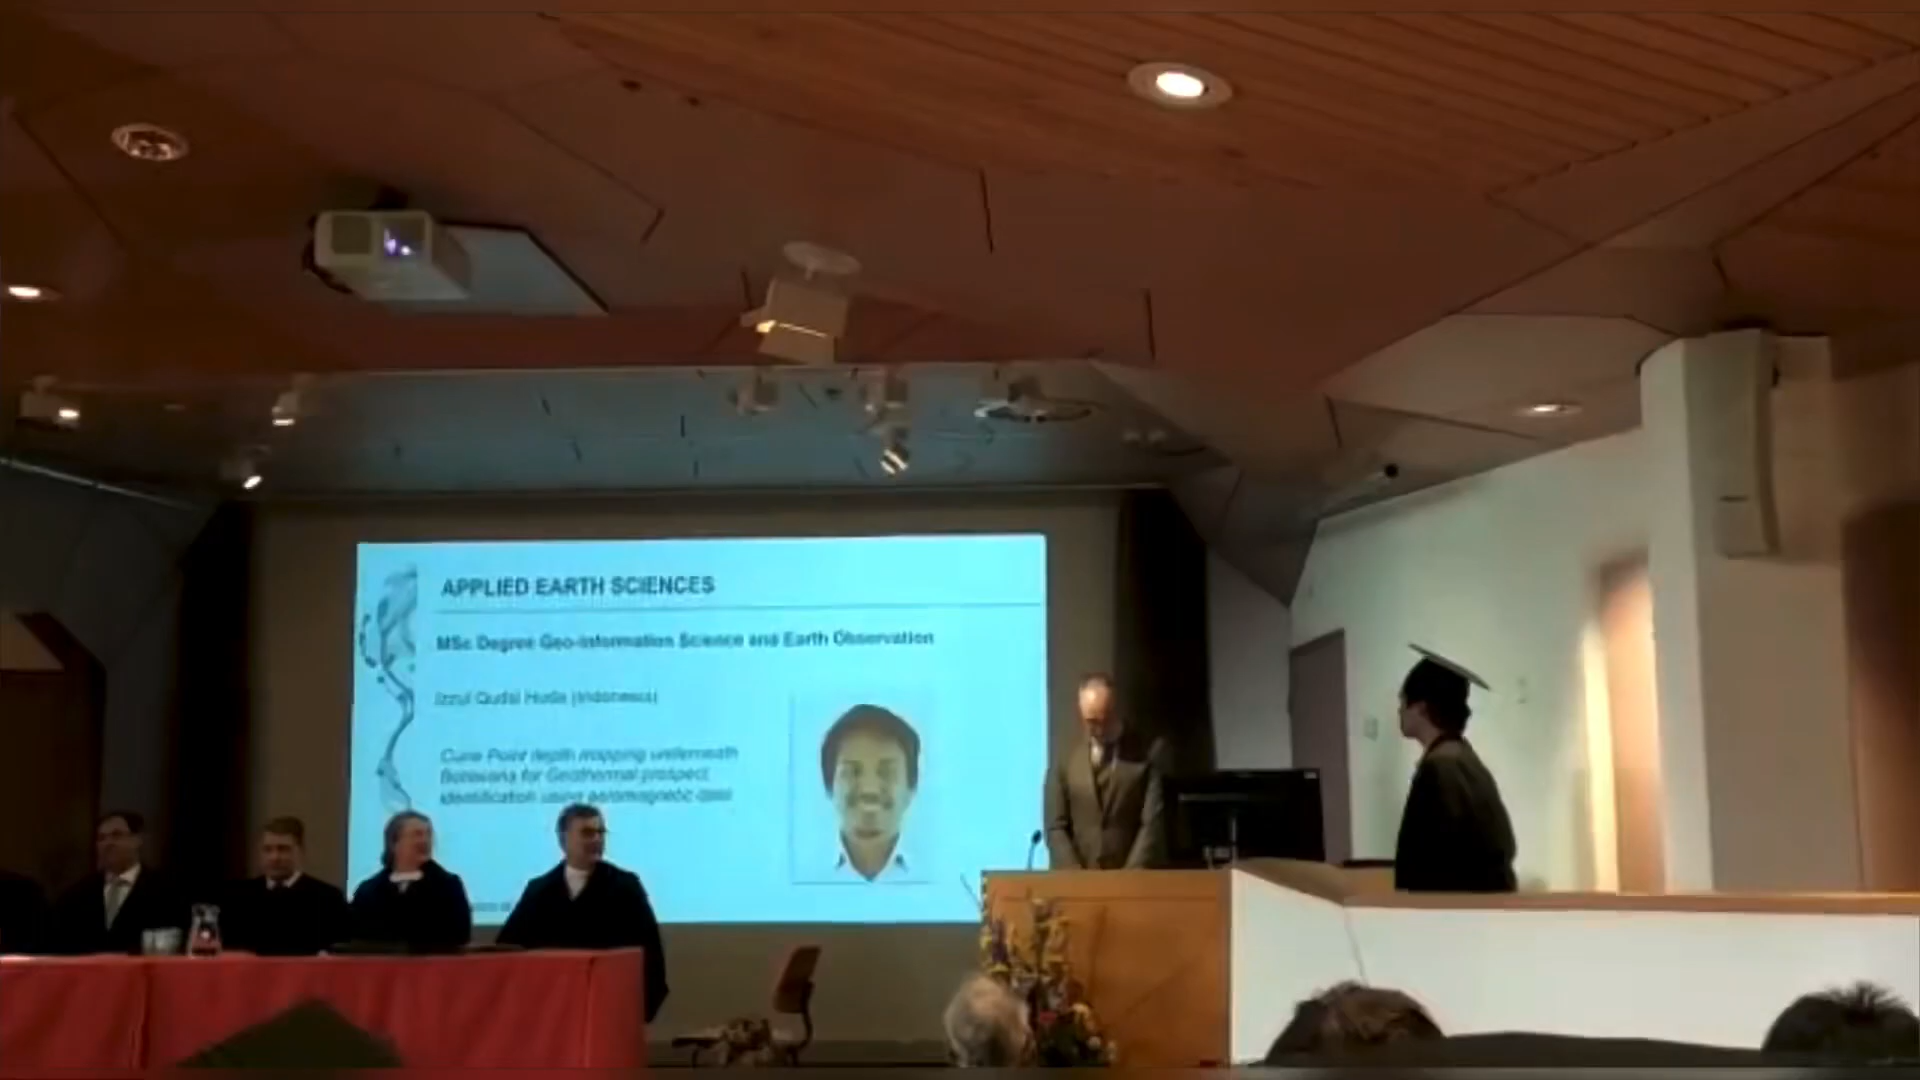 APPLIED EARTH SCIENCES
MSc Degree Geo-Information Science and Earth Observation
Izzul Qudsi Huda (Indonesia)
Curie Point depth mapping underneath
Botswana for Geothermal prospect
identification using aeromagnetic data